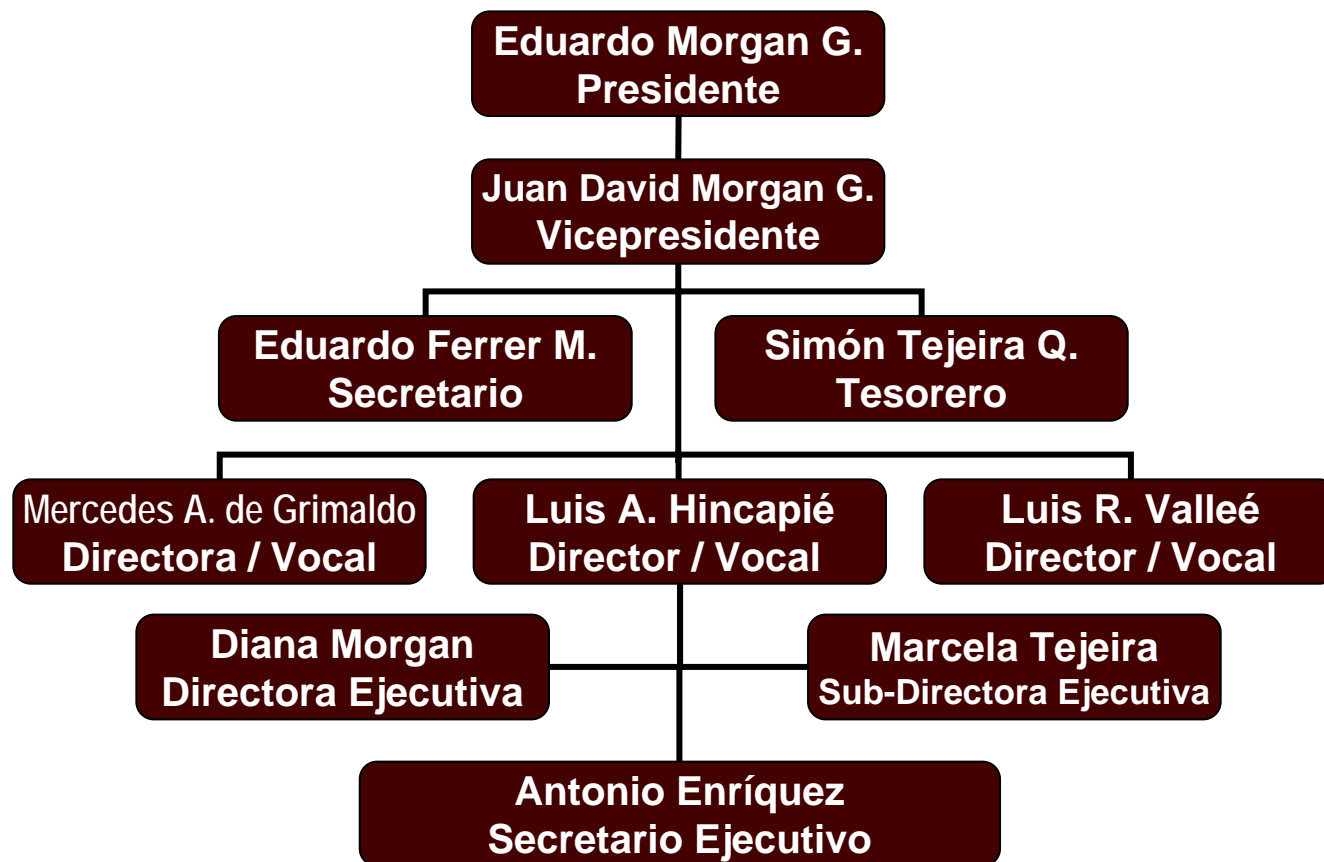 Eduardo Morgan G.
Presidente
Juan David Morgan G.
Vicepresidente
Eduardo Ferrer M.
Secretario
Simón Tejeira Q.
Tesorero
Mercedes A. de Grimaldo
Directora / Vocal
Luis A. Hincapié
Director / Vocal
Luis R. Valleé
Director / Vocal
Diana Morgan
Directora Ejecutiva
Marcela Tejeira
Sub-Directora Ejecutiva
Antonio Enríquez
Secretario Ejecutivo